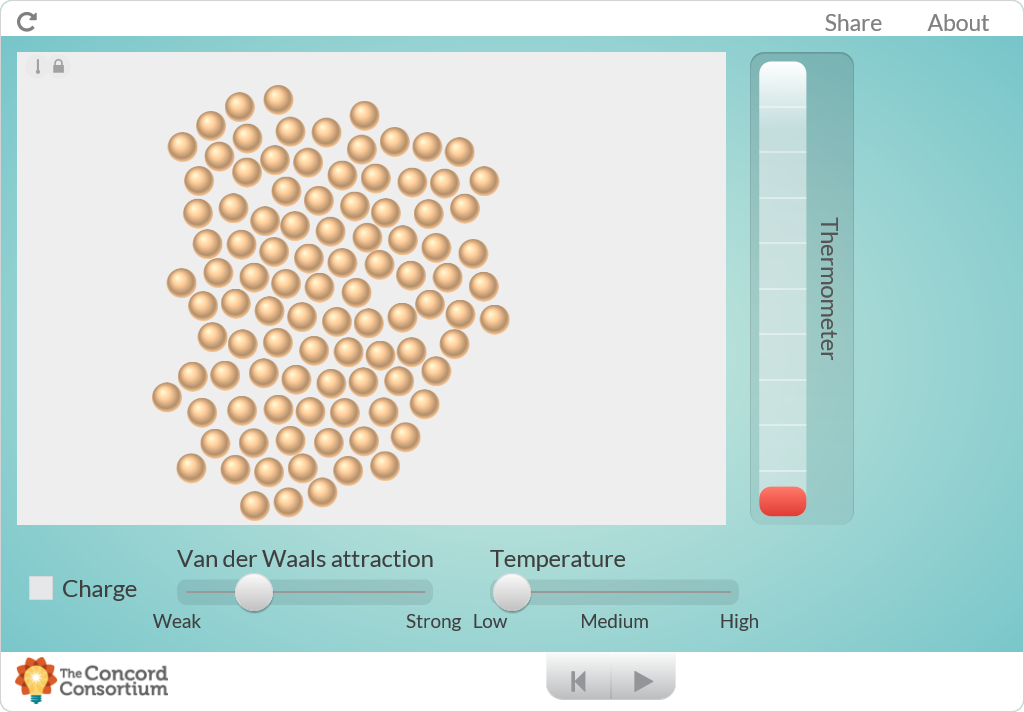 Share About
Thermometer
Van der Waals attraction Temperature
Charge
Weak Strong Low Medium High
The Concord
Consortium